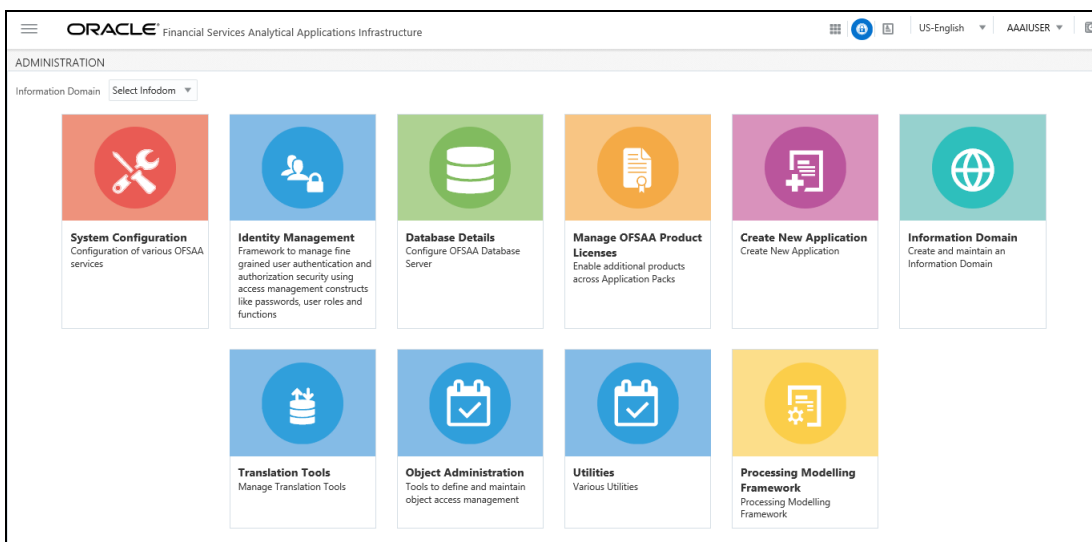 ORACLE® Financial Services Analytical Applications Infrastructure
US-English
AAAIUSER
ADMINISTRATION
Information Domain
Select Infodom
System Configuration
Configuration of various OFSAA
services
Identity Management
Framework to manage fine
grained user authentication and
authorization security using
access management constructs
like passwords, user roles and
functions
Database Details
Configure OFSAA Database
Server
Manage OFSAA Product
Licenses
Enable additional products
across Application Packs
Create New Application
Create New Application
Information Domain
Create and maintain an
Information Domain
Translation Tools
Manage Translation Tools
Object Administration
Tools to define and maintain
object access management
Utilities
Various Utilities
Processing Modelling
Framework
Processing Modelling
Framework